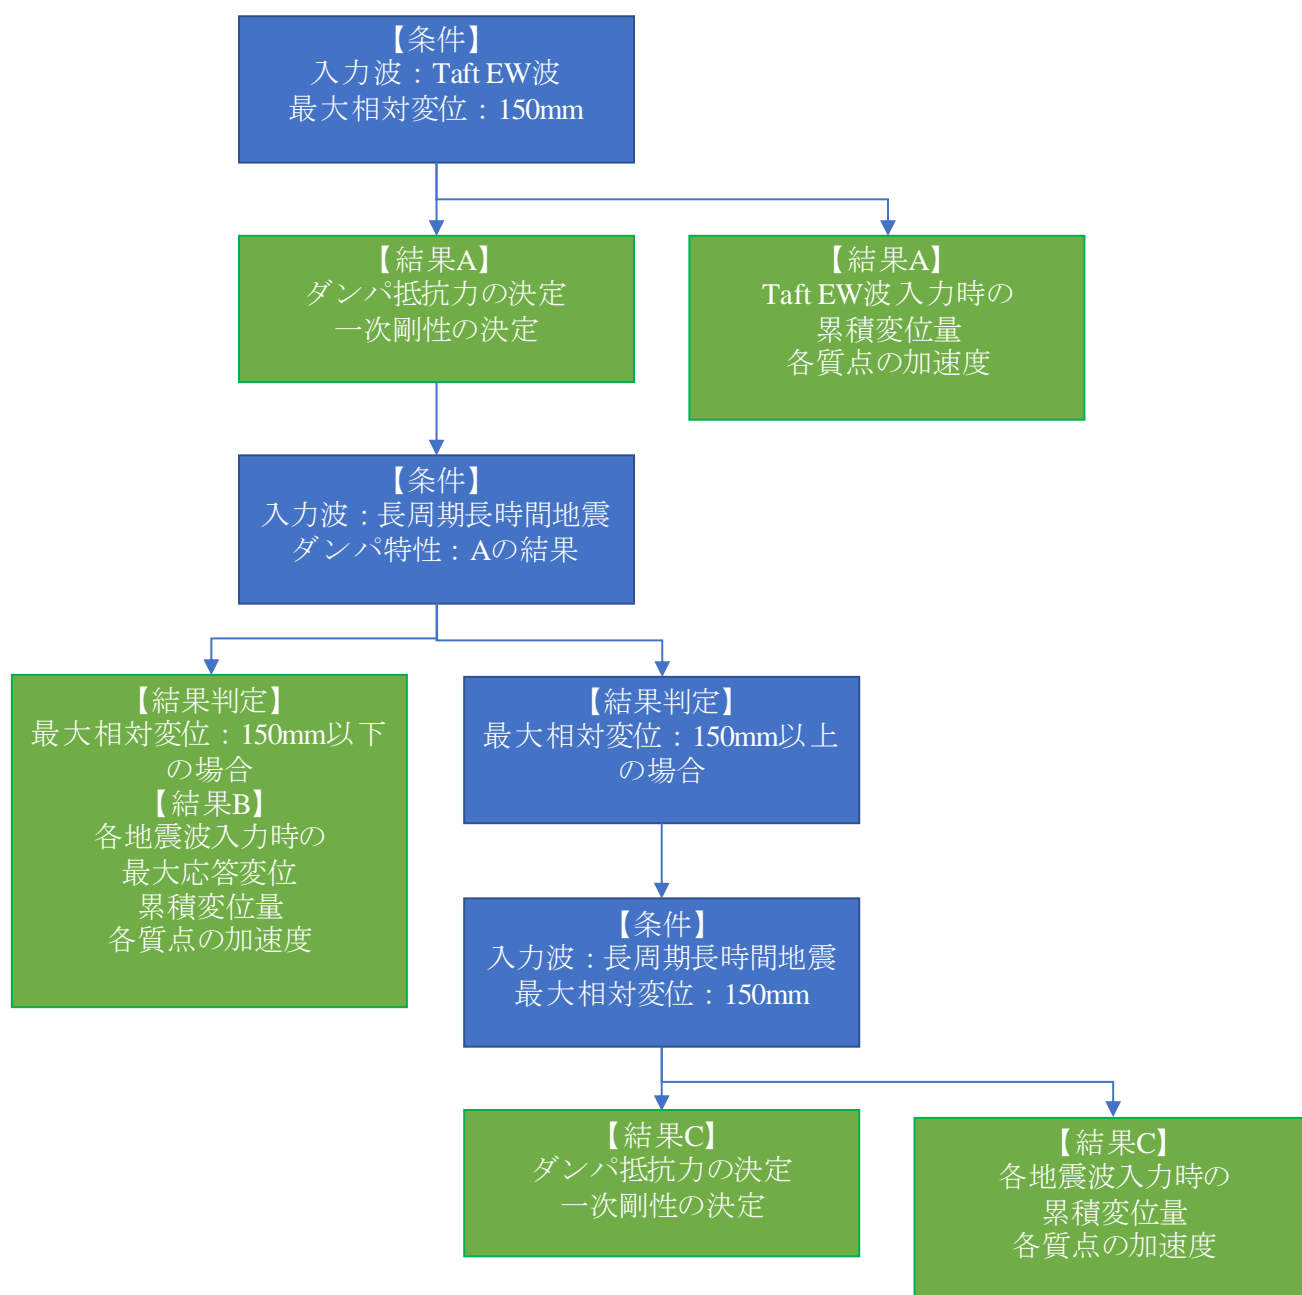 【条件】
入力波：Taft EW波
最大相対変位：150mm
【結果A】
ダンパ抵抗力の決定
一次剛性の決定
【結果A】
Taft EW波入力時の
累積変位量
各質点の加速度
【条件】
入力波：長周期長時間地震
ダンパ特性：Aの結果
【結果判定】
最大相対変位：150mm以下
の場合
【結果B】
各地震波入力時の
最大応答変位
累積変位量
各質点の加速度
【結果判定】
最大相対変位：150mm以上
の場合
【条件】
入力波：長周期長時間地震
最大相対変位：150mm
【結果C】
ダンパ抵抗力の決定
一次剛性の決定
【結果C】
各地震波入力時の
累積変位量
各質点の加速度